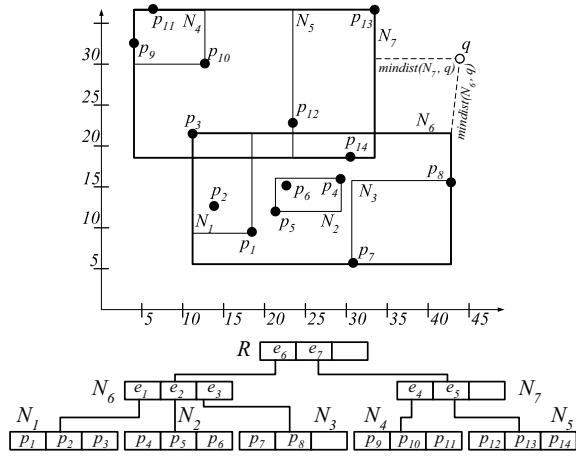 p11 N4 N5 p13
p9 N7 q
p10 mindist(N7, q)
30
25
mindist(N6, q)
p12
p3 N6
20
p14
p8
15 p2 p6 p4 N3
p5
10 N1 N2
p1
p7
5
5 10 15 20 25 30 35 40 45
R e6 e7
N6 e1 e2 e3 e4 e5 N7
N1 N2 N3 N4 N5
p1 p2 p3 p4 p5 p6 p7 p8 p9 p10 p11 p12 p13 p14